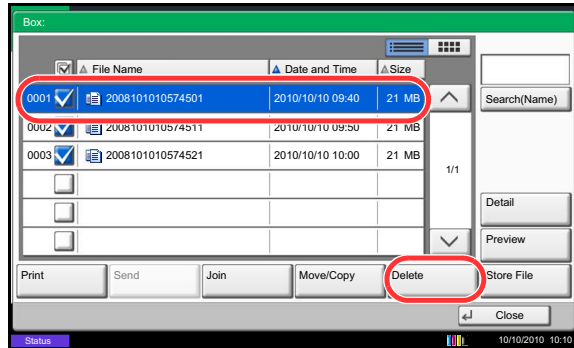 Box:
File Name Date and Time Size
0001 2008101010574501 2010/10/10 09:40 21 MB Search(Name)
0002 2008101010574511 2010/10/10 09:50 21 MB
0003 2008101010574521 2010/10/10 10:00 21 MB
1/1
Detail
Preview
Print Send Join Move/Copy Delete Store File
Close
Status 10/10/2010 10:10